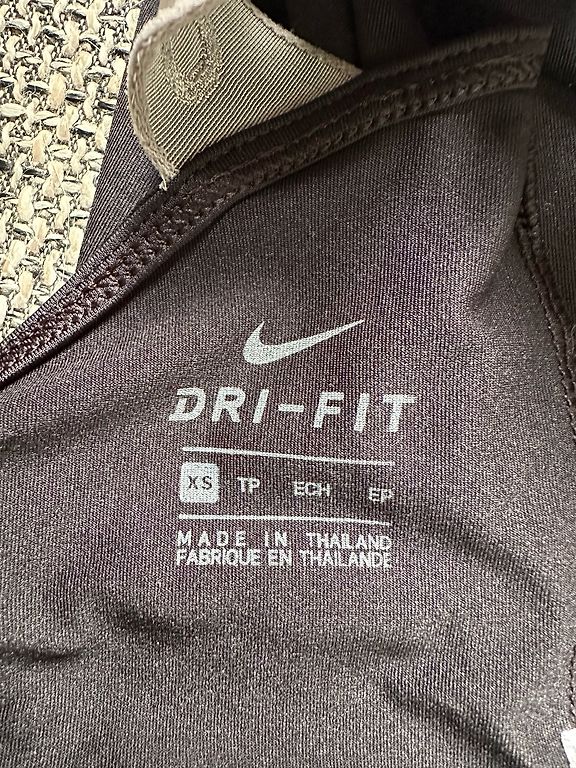 DRI-FIT
XS TP ECH EP
MADE IN THAILAND
FABRIQUE EN THAILANDE